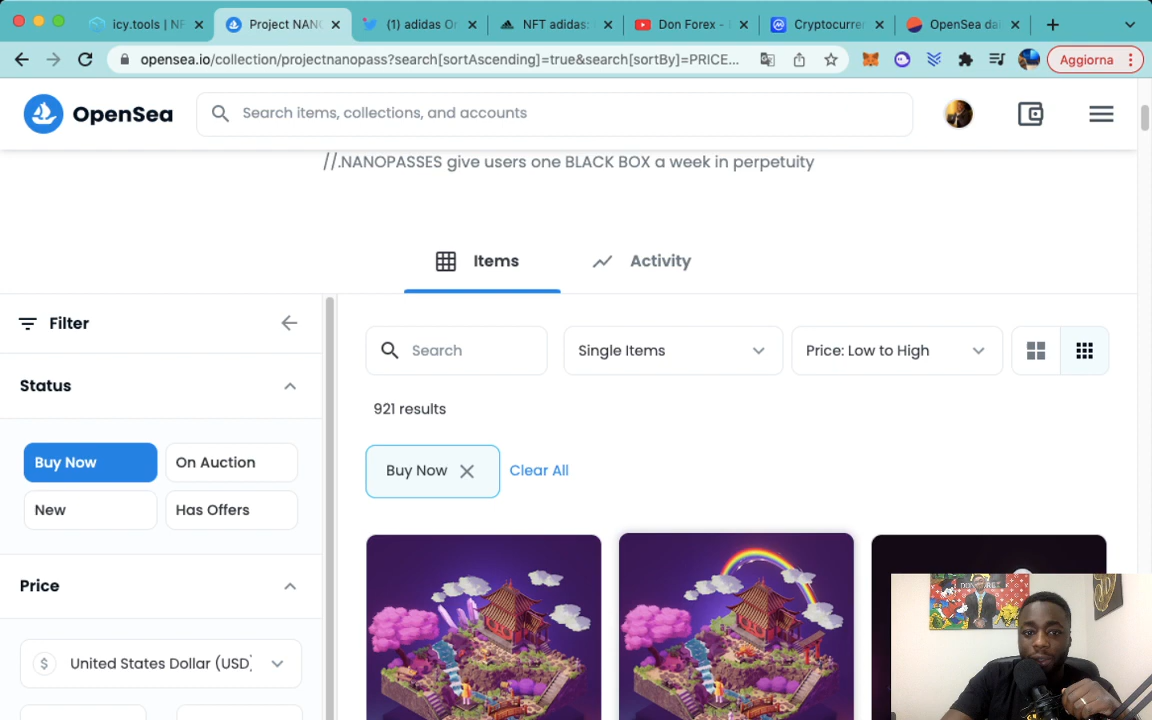 icy.tools | NF
Project NAN
(1) adidas Or
NFT adidas:
Don Forex -
Cryptocurrer
OpenSea dai
opensea.io/collection/projectnanopass?search[sortAscending]=true&search[sortBy]=PRICE...
Aggiorna
OpenSea
Search items, collections, and accounts
//.NANOPASSES give users one BLACK BOX a week in perpetuity
Items
Activity
Filter
Search
Single Items
Price: Low to High
Status
921 results
Buy Now
On Auction
Buy Now
Clear All
New
Has Offers
Price
$ United States Dollar (USD)